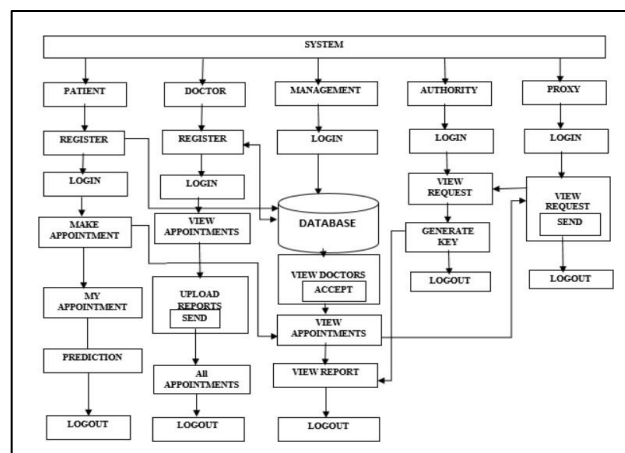 SYSTEM
PATIENT
DOCTOR
MANAGEMENT
AUTHORITY
PROXY
REGISTER
REGISTER
LOGIN
LOGIN
LOGIN
LOGIN
LOGIN
VIEW
REQUEST
VIEW
REQUEST
SEND
MAKE
APPOINTMENT
VIEW
APPOINTMENTS
DATABASE
GENERATE
KEY
VIEW DOCTORS
ACCEPT
LOGOUT
LOGOUT
MY
APPOINTMENT
UPLOAD
REPORTS
SEND
VIEW
APPOINTMENTS
PREDICTION
All
APPOINTMENTS
VIEW REPORT
LOGOUT
LOGOUT
LOGOUT